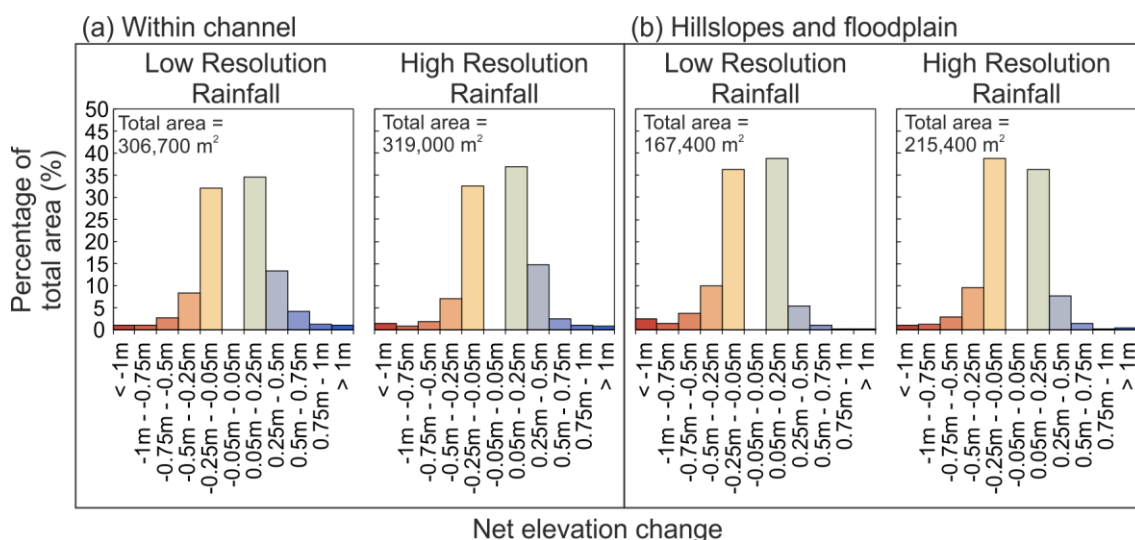 (a) Within channel
(b) Hillslopes and floodplain
Low Resolution
Rainfall
High Resolution
Rainfall
Low Resolution
Rainfall
High Resolution
Rainfall
Percentage of
total area (%)
50
45
40
35
30
25
20
15
10
5
0
Total area =
306,700 m²
Total area =
319,000 m²
Total area =
167,400 m²
Total area =
215,400 m²
< -1m
-1m - -0.75m
-0.75m - -0.5m
-0.5m - -0.25m
-0.25m - -0.05m
-0.05m - 0.05m
0.05m - 0.25m
0.25m - 0.5m
0.5m - 0.75m
0.75m - 1m
> 1m
< -1m
-1m - -0.75m
-0.75m - -0.5m
-0.5m - -0.25m
-0.25m - -0.05m
-0.05m - 0.05m
0.05m - 0.25m
0.25m - 0.5m
0.5m - 0.75m
0.75m - 1m
> 1m
< -1m
-1m - -0.75m
-0.75m - -0.5m
-0.5m - -0.25m
-0.25m - -0.05m
-0.05m - 0.05m
0.05m - 0.25m
0.25m - 0.5m
0.5m - 0.75m
0.75m - 1m
> 1m
< -1m
-1m - -0.75m
-0.75m - -0.5m
-0.5m - -0.25m
-0.25m - -0.05m
-0.05m - 0.05m
0.05m - 0.25m
0.25m - 0.5m
0.5m - 0.75m
0.75m - 1m
> 1m
Net elevation change